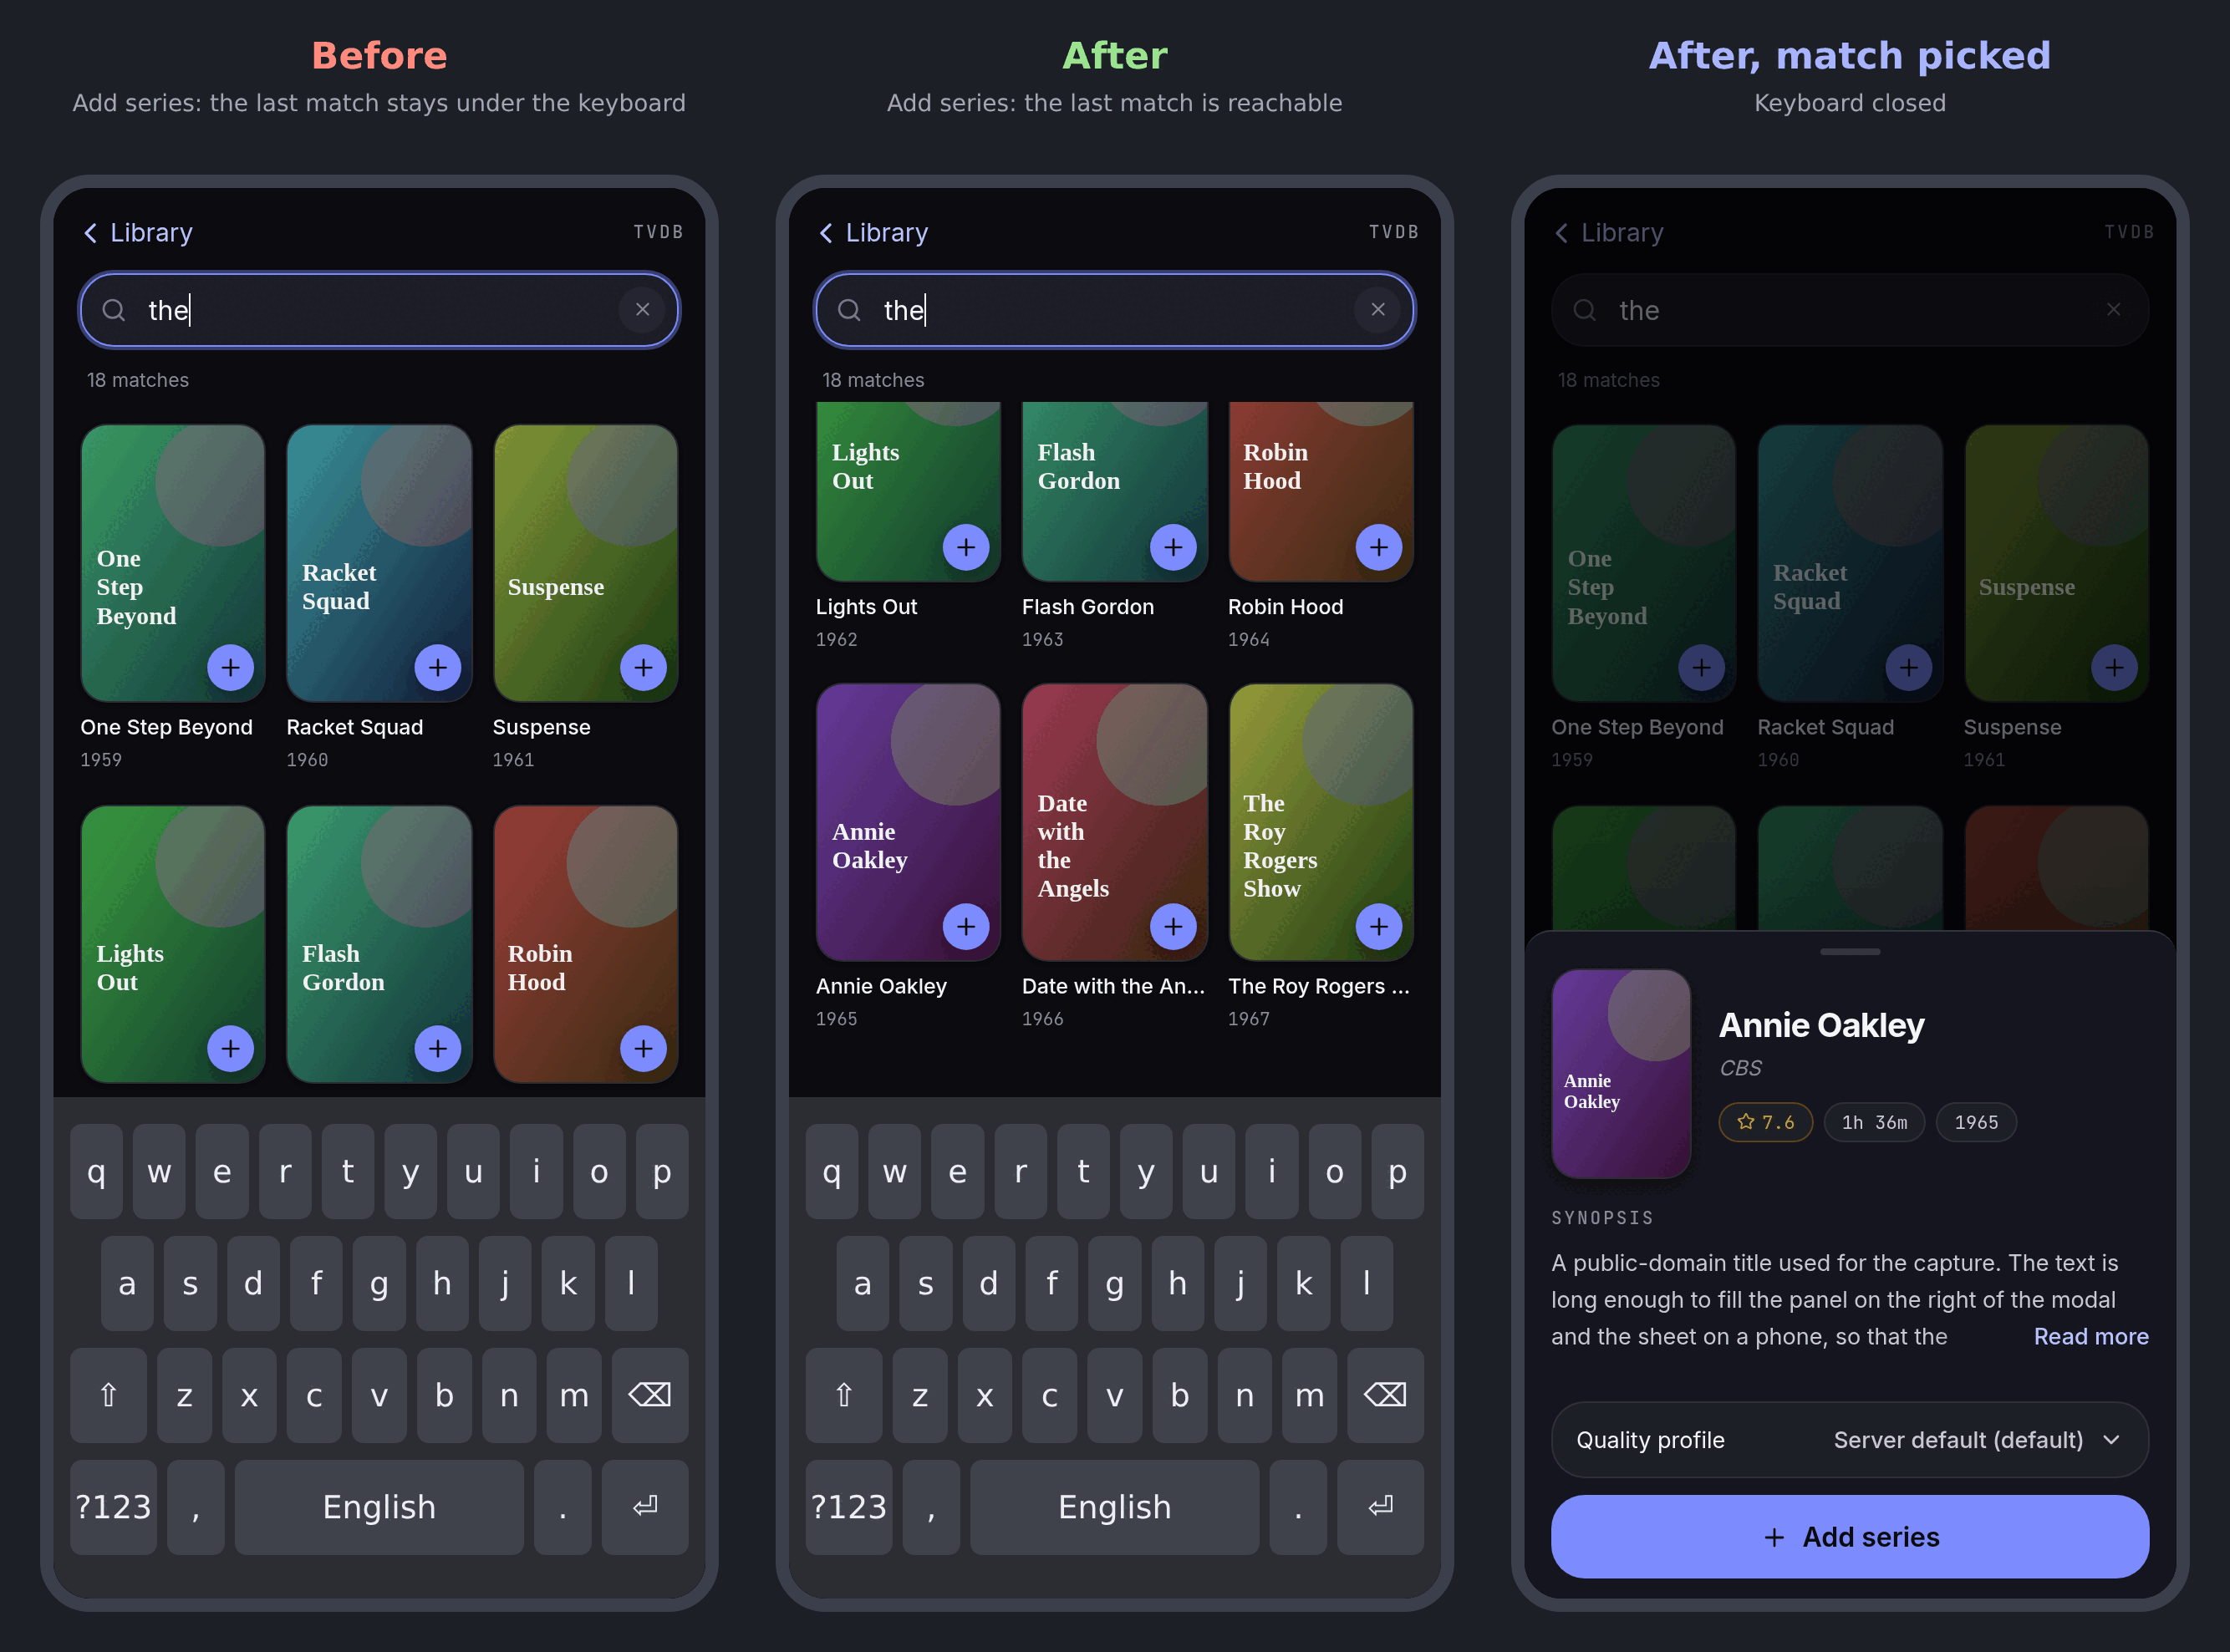 Before
Add series: the last match stays under the keyboard
Library
TVDB
the
18 matches
One
Step
Beyond
Racket
Squad
Suspense
One Step Beyond
Racket Squad
Suspense
1959
1960
1961
Lights
Out
Flash
Gordon
Robin
Hood
q w e r t y u i o p
a s d f g h j k l
⇧ z x c v b n m ⌫
?123 , English . ⏎
After
Add series: the last match is reachable
Library
TVDB
the
18 matches
Lights
Out
Flash
Gordon
Robin
Hood
Lights Out
Flash Gordon
Robin Hood
1962
1963
1964
Annie
Oakley
Date
with
the
Angels
The
Roy
Rogers
Show
Annie Oakley
Date with the An...
The Roy Rogers ...
1965
1966
1967
q w e r t y u i o p
a s d f g h j k l
⇧ z x c v b n m ⌫
?123 , English . ⏎
After, match picked
Keyboard closed
Library
TVDB
the
18 matches
One
Step
Beyond
Racket
Squad
Suspense
One Step Beyond
Racket Squad
Suspense
1959
1960
1961
Annie
Oakley
Annie Oakley
CBS
7.6
1h 36m
1965
SYNOPSIS
A public-domain title used for the capture. The text is
long enough to fill the panel on the right of the modal
and the sheet on a phone, so that the Read more
Quality profile
Server default (default)
+ Add series